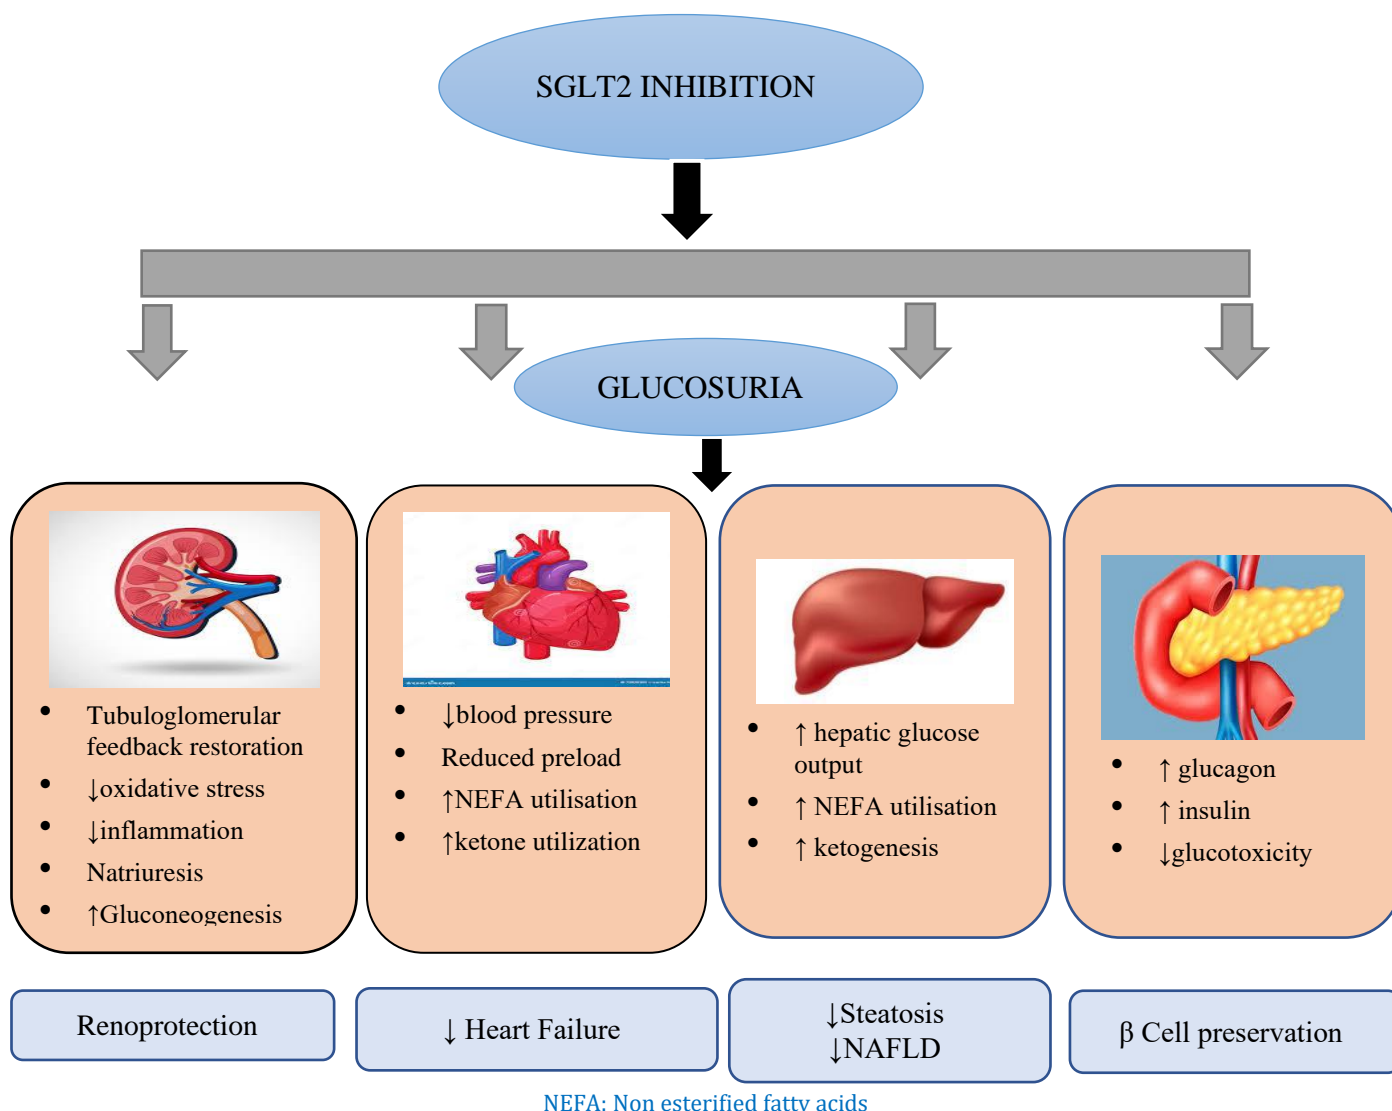 SGLT2 INHIBITION
GLUCOSURIA
• Tubuloglomerular
feedback restoration
• ↓oxidative stress
• ↓inflammation
• Natriuresis
• ↑Gluconeogenesis
• ↓blood pressure
• Reduced preload
• ↑NEFA utilisation
• ↑ketone utilization
• ↑ hepatic glucose
output
• ↑ NEFA utilisation
• ↑ ketogenesis
• ↑ glucagon
• ↑ insulin
• ↓glucotoxicity
Renoprotection
↓ Heart Failure
↓Steatosis
↓NAFLD
β Cell preservation
NEFA: Non esterified fatty acids